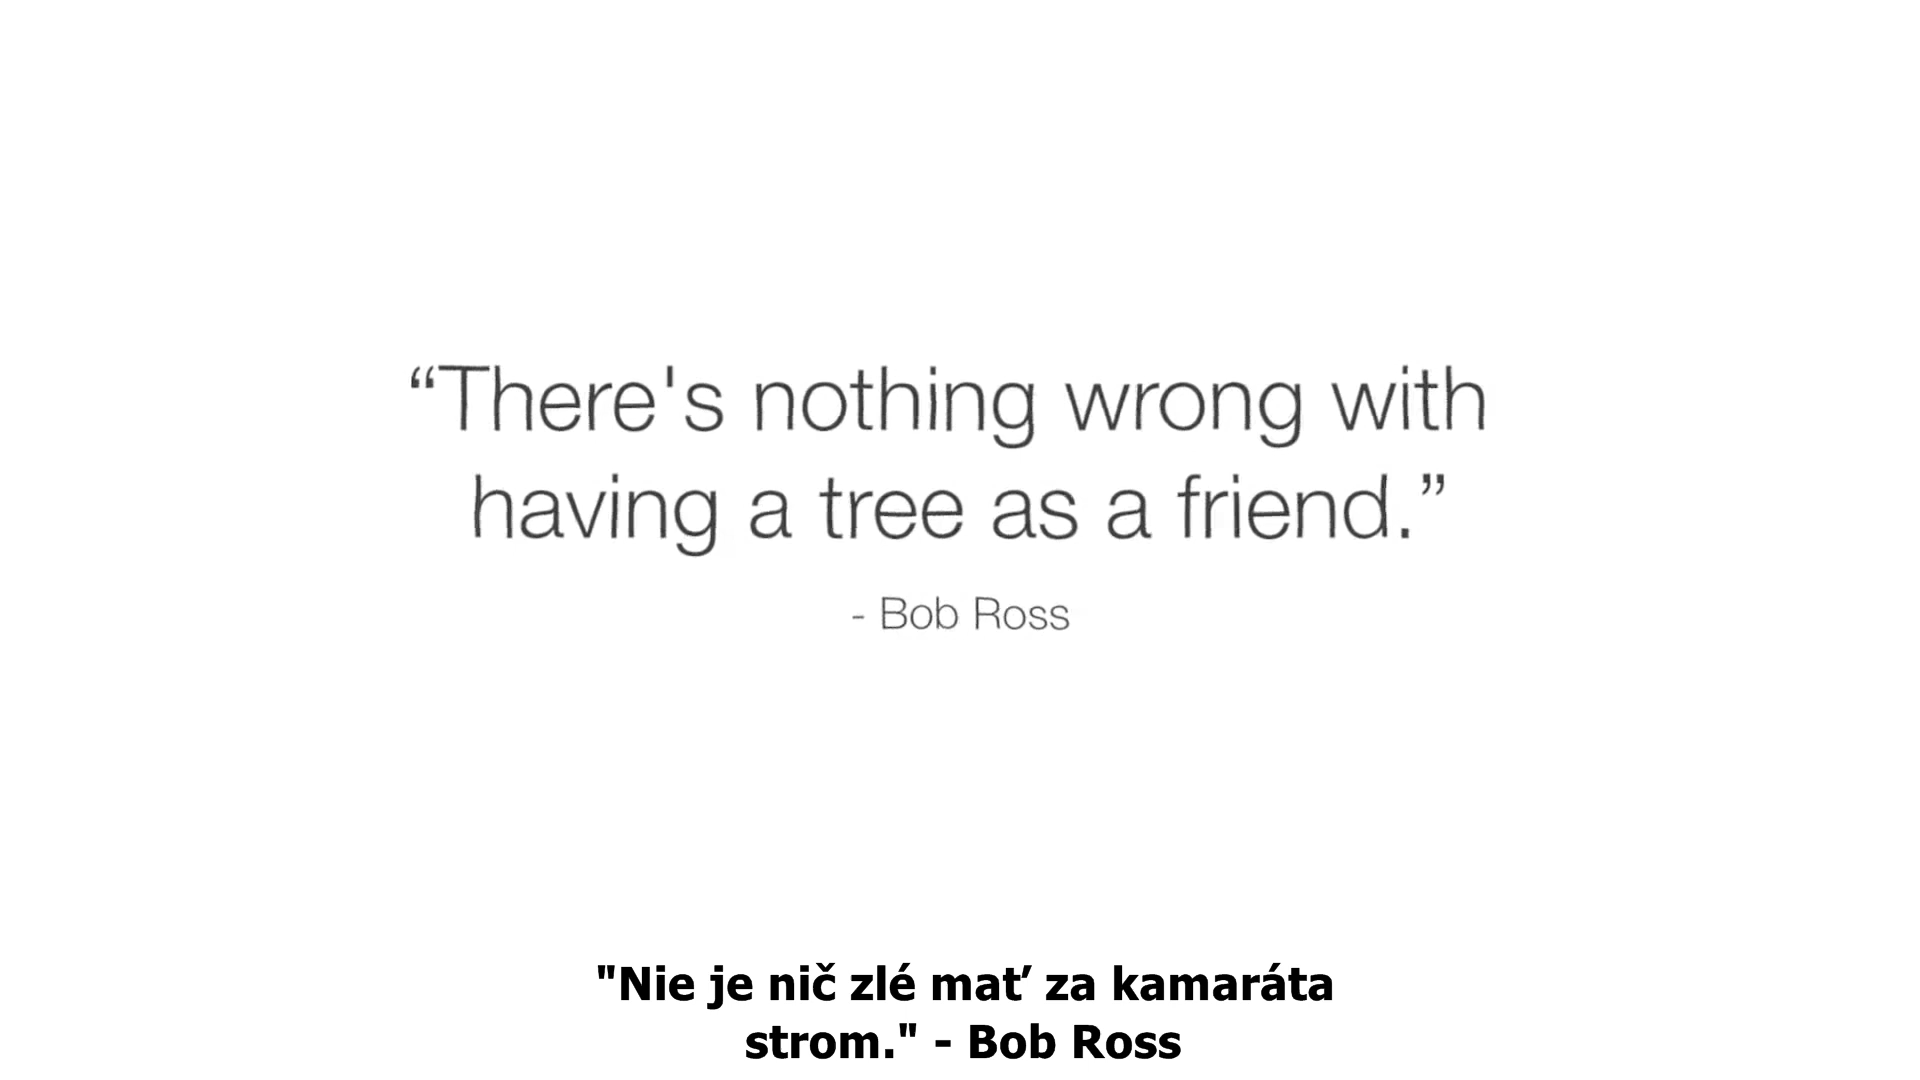 “There's nothing wrong with
having a tree as a friend.”
- Bob Ross
"Nie je nič zlé mať za kamaráta
strom." - Bob Ross